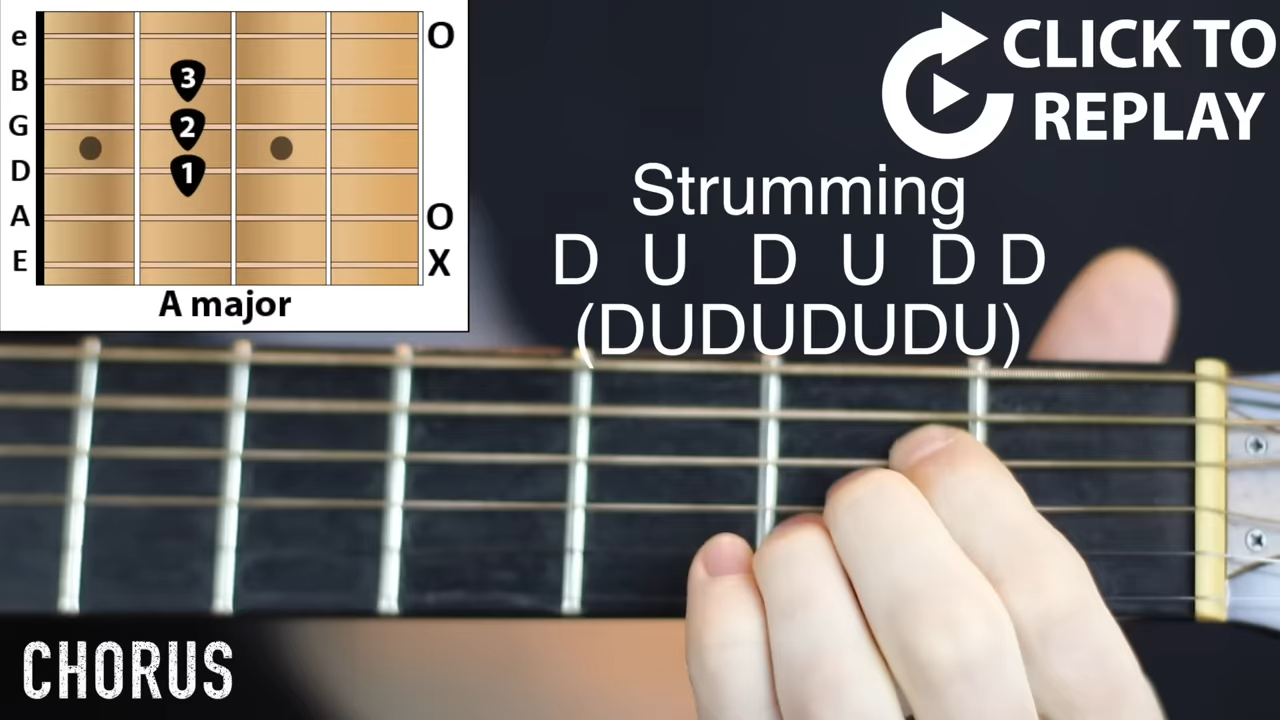 e O
B 3
G 2
D 1
A O
E X
A major
CLICK TO
REPLAY
Strumming
D U D U D D
(DUDUDUDU)
CHORUS